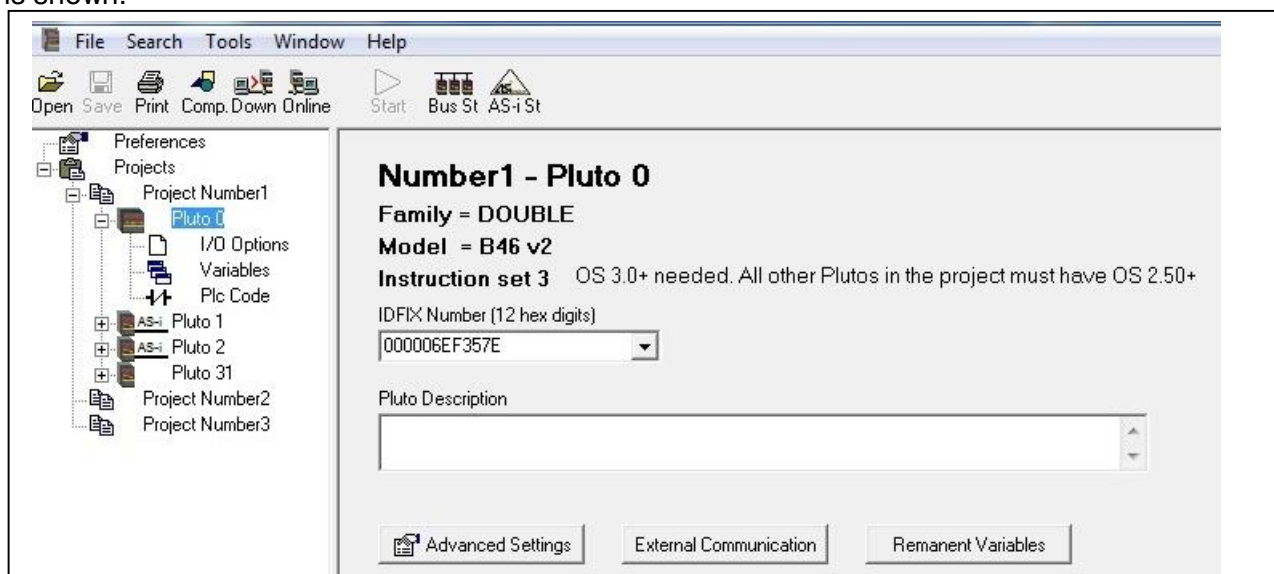 is shown.
File Search Tools Window Help
Open Save Print Comp. Down Online Start Bus St AS-i St
Preferences
Projects
Project Number1
Pluto 0
I/O Options
Variables
Plc Code
AS-i Pluto 1
AS-i Pluto 2
Pluto 31
Project Number2
Project Number3
Number1 - Pluto 0
Family = DOUBLE
Model = B46 v2
Instruction set 3 OS 3.0+ needed. All other Plutos in the project must have OS 2.50+
IDFIX Number (12 hex digits)
000006EF357E
Pluto Description
Advanced Settings External Communication Remanent Variables